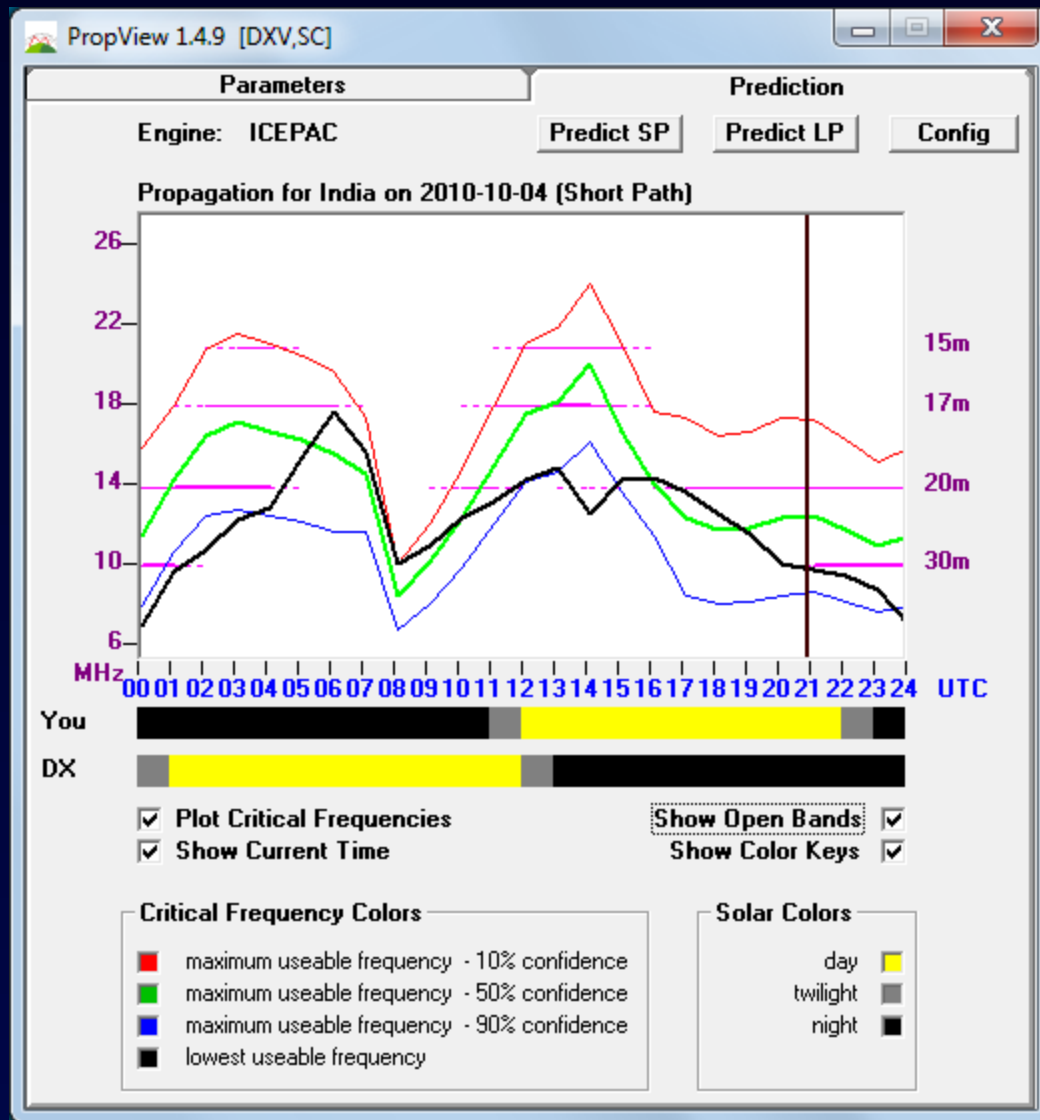 PropView 1.4.9 [DXV,SC]
Parameters Prediction
Engine: ICEPAC Predict SP Predict LP Config
Propagation for India on 2010-10-04 (Short Path)
26
22
15m
18 17m
14 20m
10 30m
6
MHz
00 01 02 03 04 05 06 07 08 09 10 11 12 13 14 15 16 17 18 19 20 21 22 23 24 UTC
You
DX
Plot Critical Frequencies Show Open Bands
Show Current Time Show Color Keys
Critical Frequency Colors Solar Colors
maximum useable frequency - 10% confidence day
maximum useable frequency - 50% confidence twilight
maximum useable frequency - 90% confidence night
lowest useable frequency